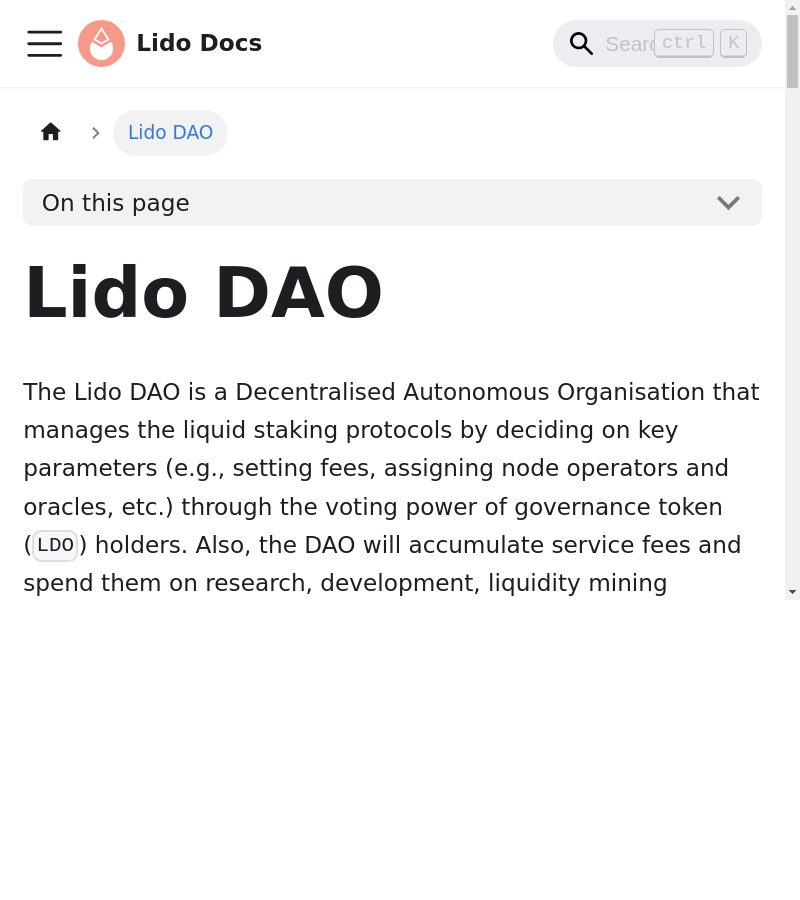 Lido Docs
ctrl K
Lido DAO
On this page
Lido DAO
The Lido DAO is a Decentralised Autonomous Organisation that
manages the liquid staking protocols by deciding on key
parameters (e.g., setting fees, assigning node operators and
oracles, etc.) through the voting power of governance token
(LDO) holders. Also, the DAO will accumulate service fees and
spend them on research, development, liquidity mining